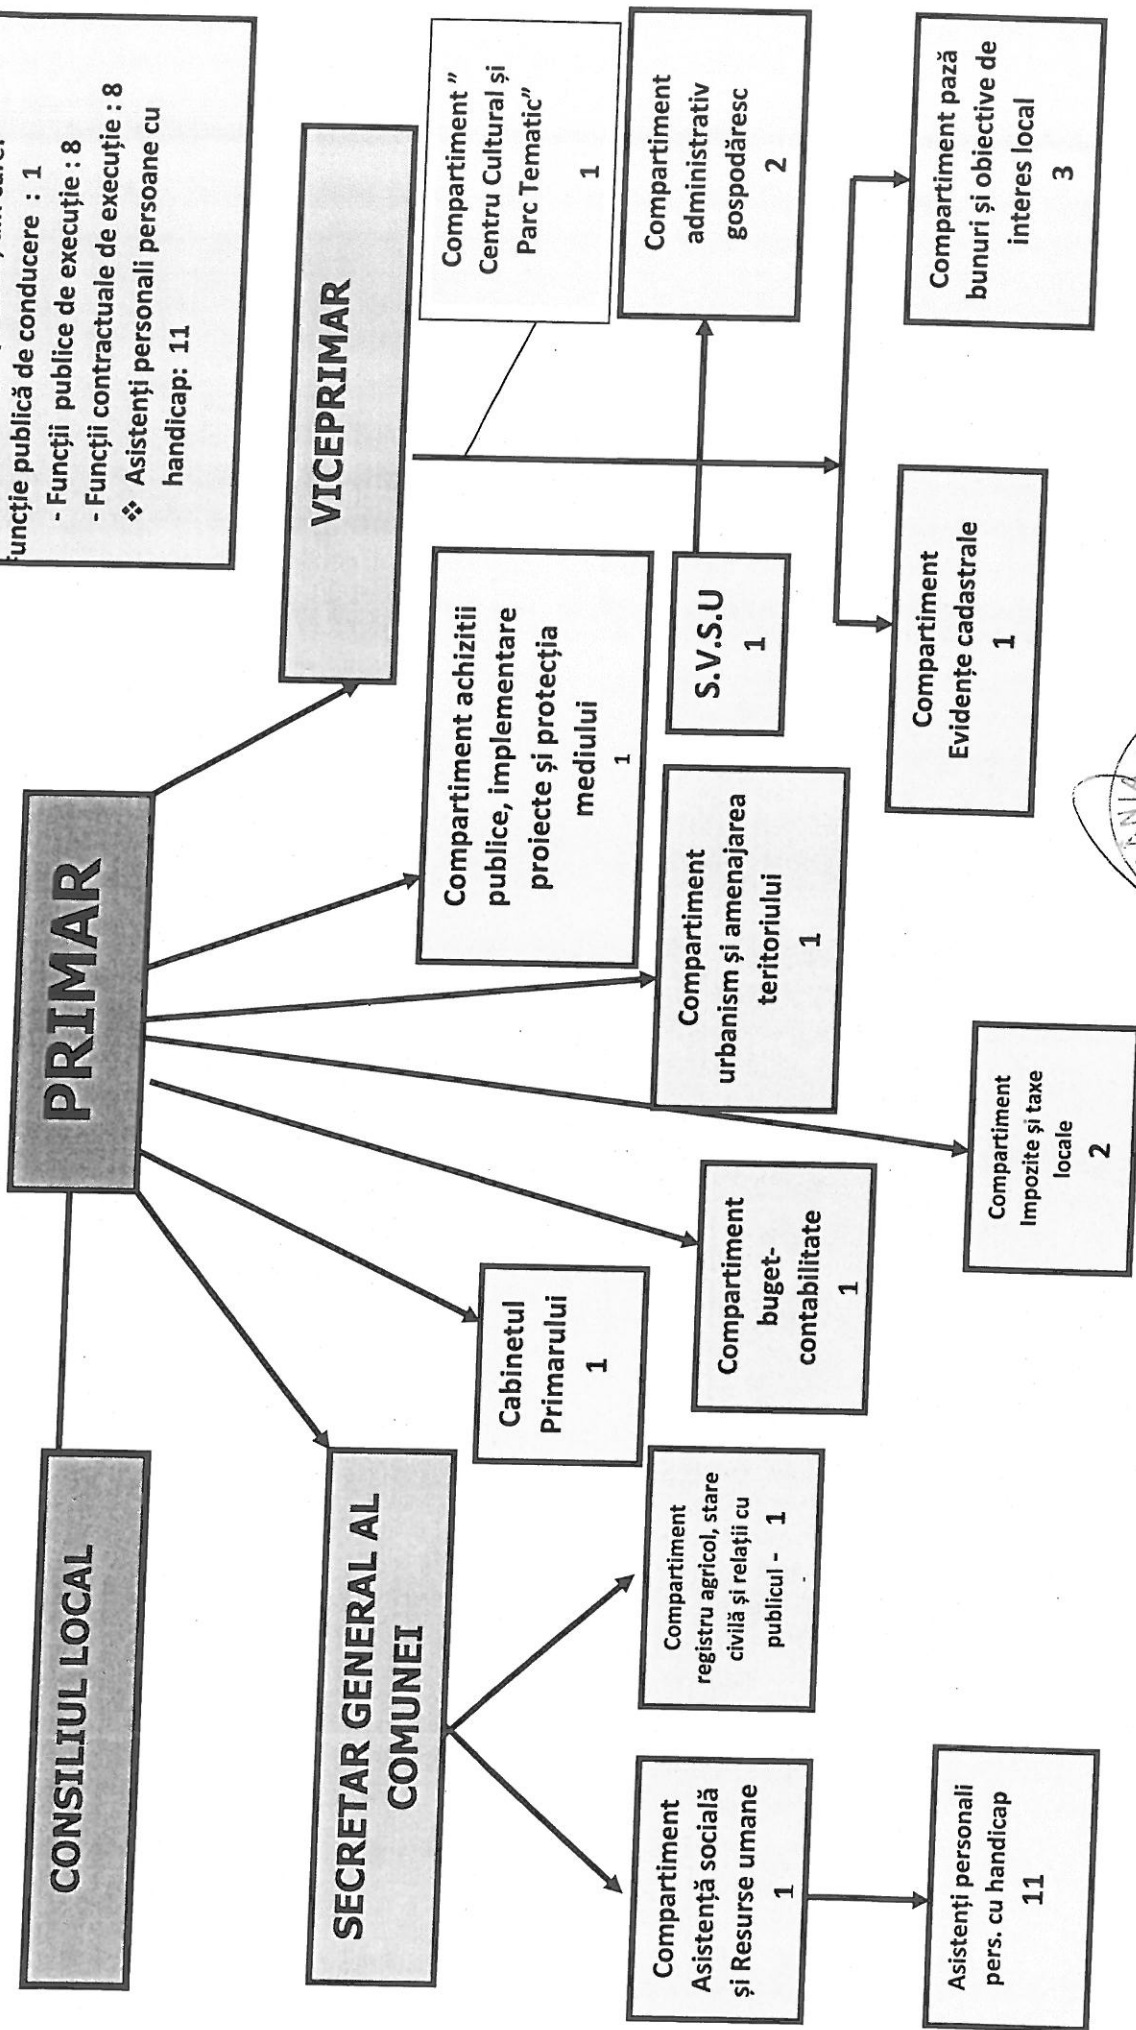 uncție publică de conducere : 1
- Funcții publice de execuție : 8
- Funcții contractuale de execuție : 8
❖ Asistenți personali persoane cu
handicap: 11
PRIMAR
CONSILIUL LOCAL
VICEPRIMAR
SECRETAR GENERAL AL
COMUNEI
Compartiment ”
Centru Cultural și
Parc Tematic”
1
Compartiment
administrativ
gospodăresc
2
Compartiment pază
bunuri și obiective de
interes local
3
Compartiment achizitii
publice, implementare
proiecte și protecția
mediului
1
S.V.S.U
1
Compartiment
Evidențe cadastrale
1
Compartiment
urbanism și amenajarea
teritoriului
1
Compartiment
Impozite și taxe
locale
2
Compartiment
buget-
contabilitate
1
Cabinetul
Primarului
1
Compartiment
registru agricol, stare
civilă și relații cu
publicul - 1
Compartiment
Asistență socială
și Resurse umane
1
Asistenți personali
pers. cu handicap
11